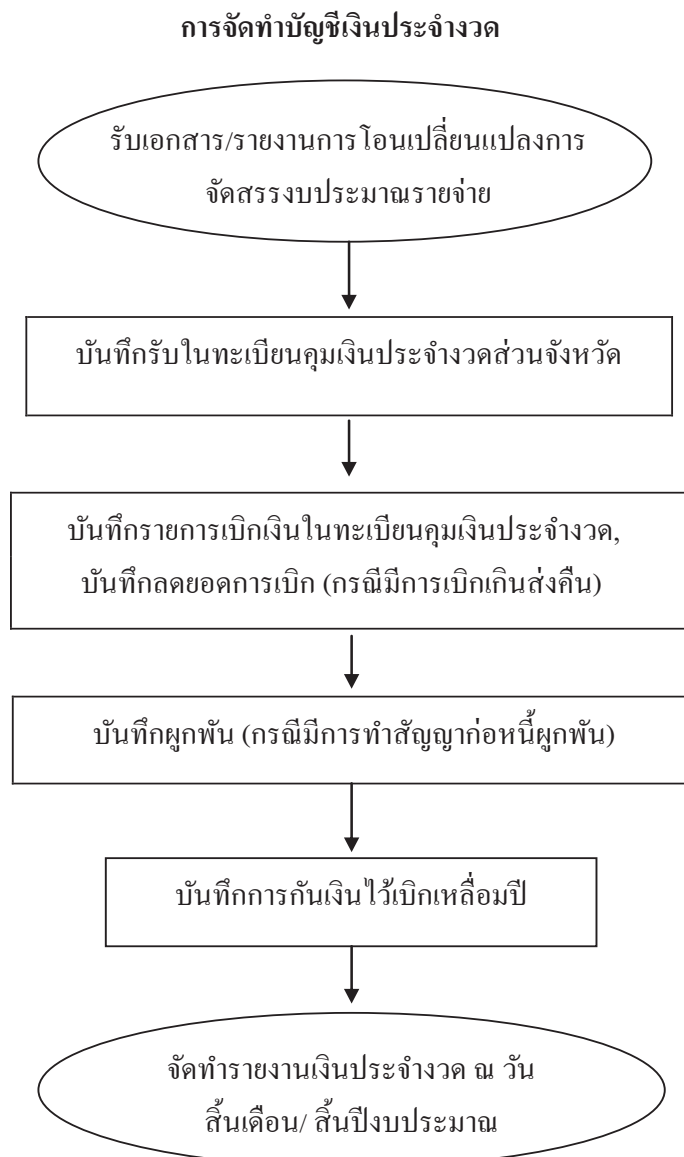 การจัดทำบัญชีเงินประจำงวด
รับเอกสาร/รายงานการโอนเปลี่ยนแปลงการ
จัดสรรงบประมาณรายจ่าย
บันทึกรับในทะเบียนคุมเงินประจำงวดส่วนจังหวัด
บันทึกรายการเบิกเงินในทะเบียนคุมเงินประจำงวด,
บันทึกลดยอดการเบิก (กรณีมีการเบิกเกินส่งคืน)
บันทึกผูกพัน (กรณีมีการทำสัญญาก่อหนี้ผูกพัน)
บันทึกการกันเงินไว้เบิกเหลื่อมปี
จัดทำรายงานเงินประจำงวด ณ วัน
สิ้นเดือน/ สิ้นปีงบประมาณ